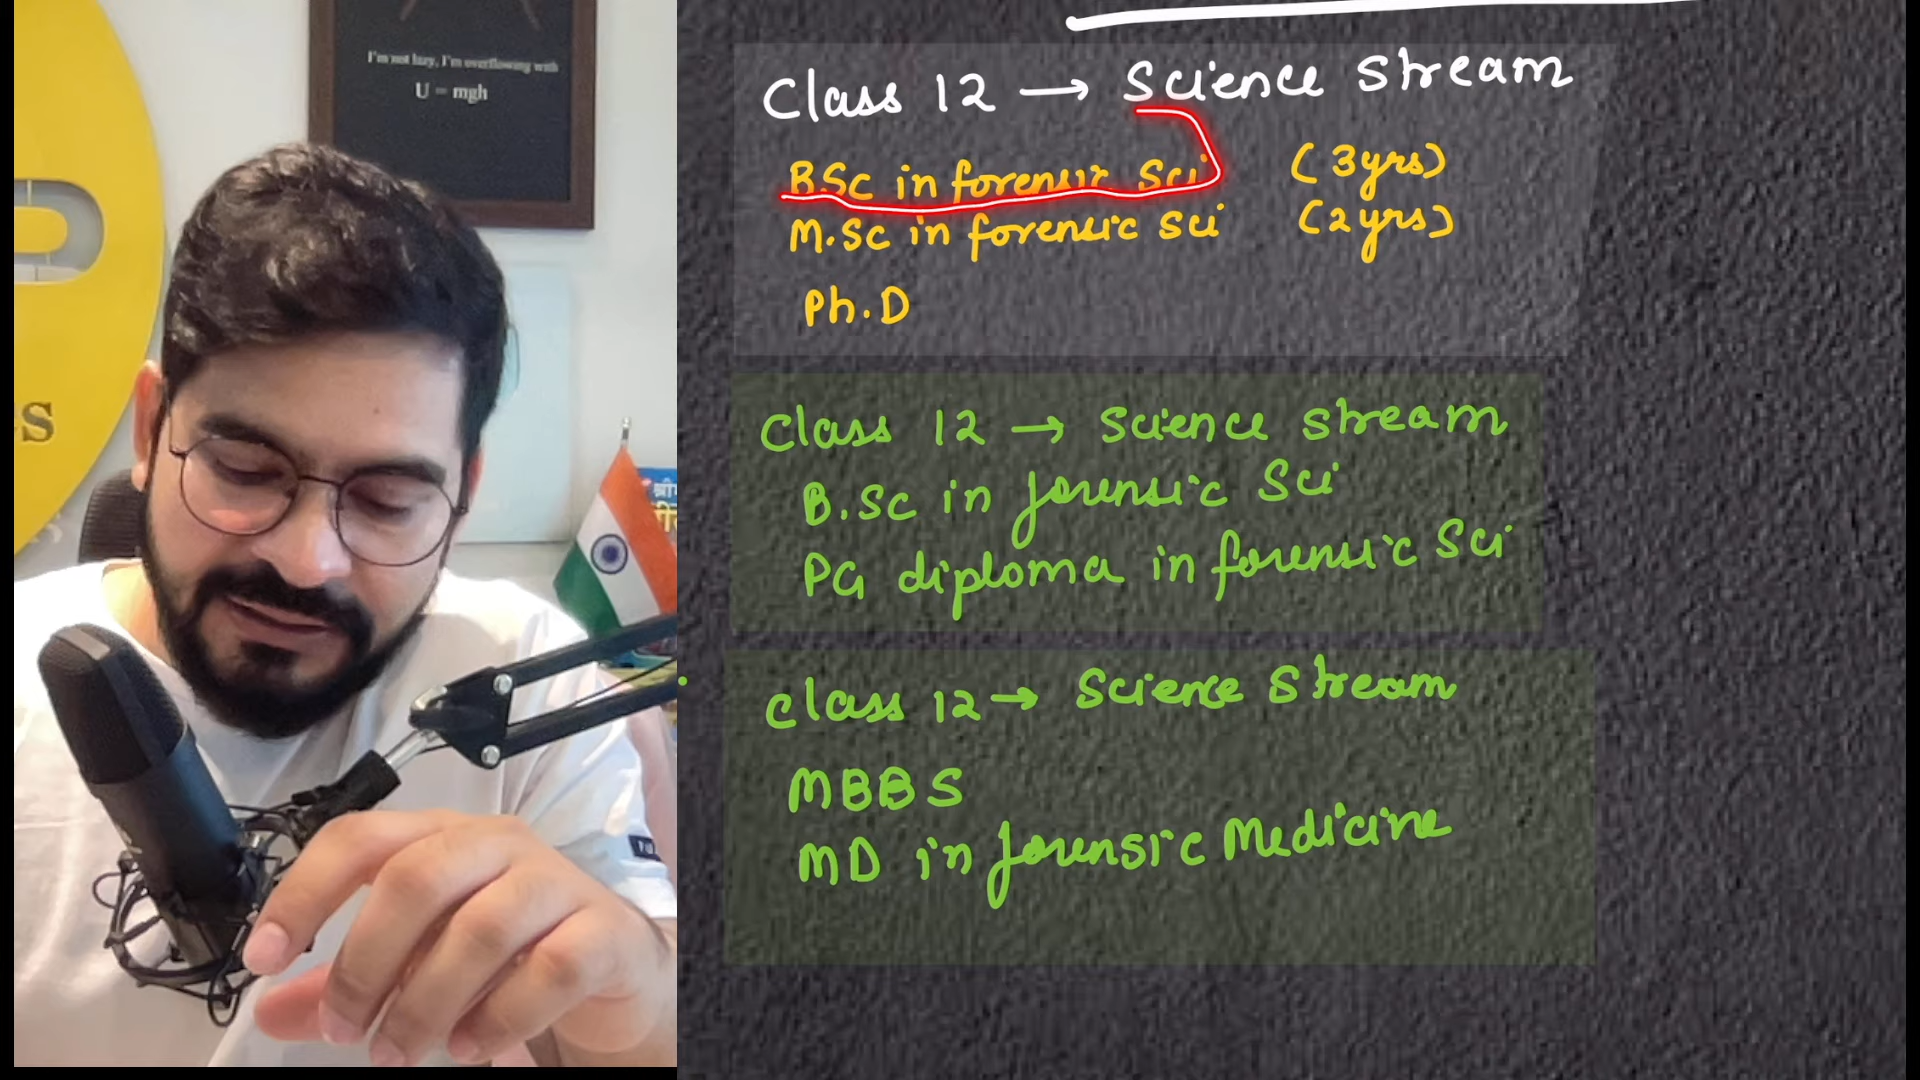 I'm not lazy, I'm overflowing with
U = mgh
P
S
Class 12 → Science stream
B.Sc in forensic Sci (3yrs)
M.Sc in forensic Sci (2yrs)
Ph.D
Class 12 → Science stream
B.Sc in forensic Sci
PG diploma in forensic Sci
Class 12 → Science stream
MBBS
MD in forensic Medicine